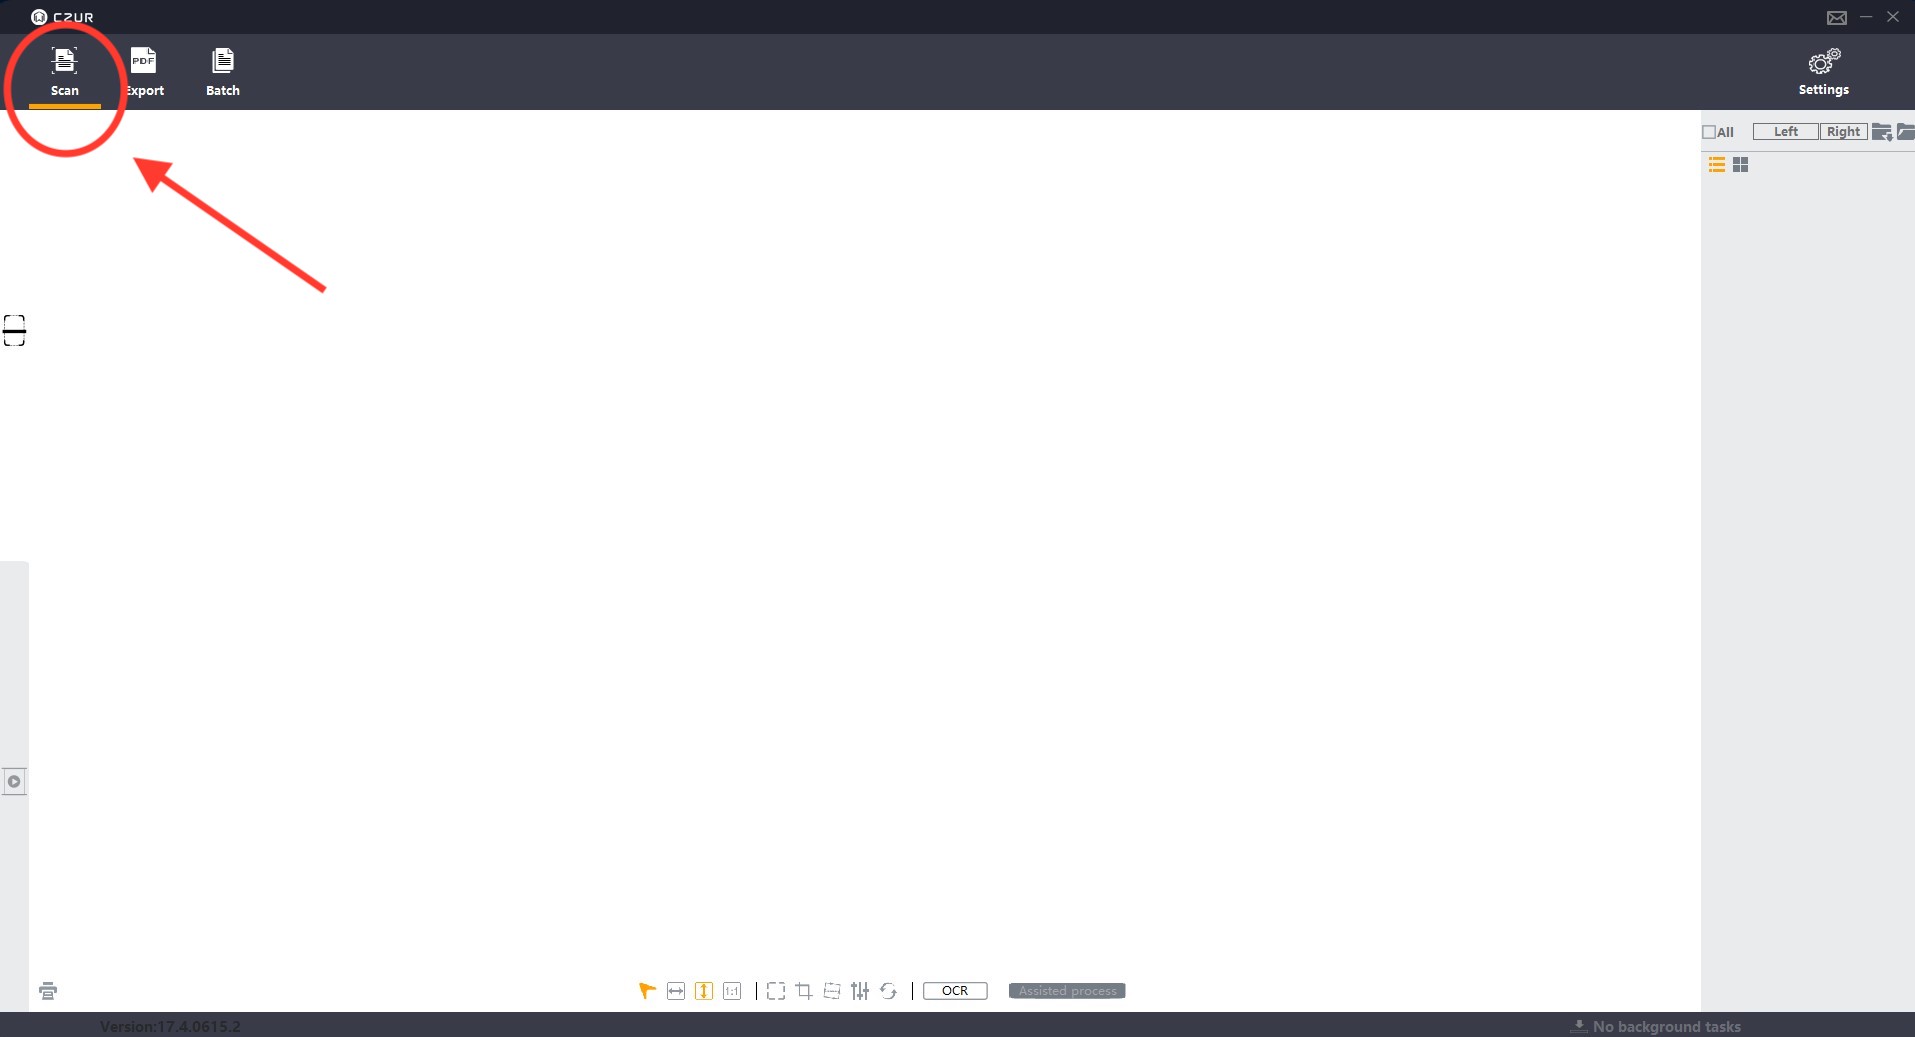 CZUR
Scan
PDF
Export
Batch
Settings
All
Left
Right
1:1
OCR
Assisted process
Version:17.4.0615.2
No background tasks